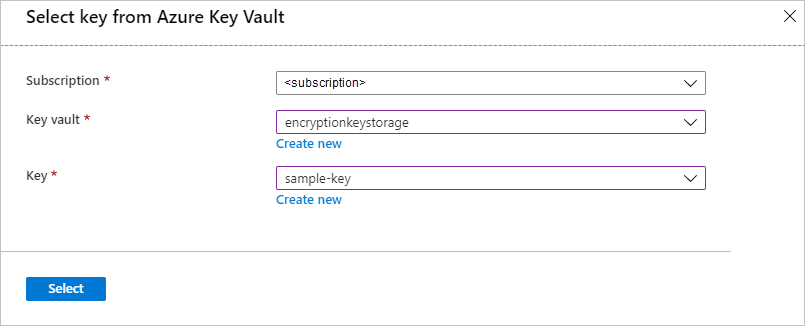 Select key from Azure Key Vault
Subscription * <subscription>
Key vault * encryptionkeystorage
Create new
Key * sample-key
Create new
Select